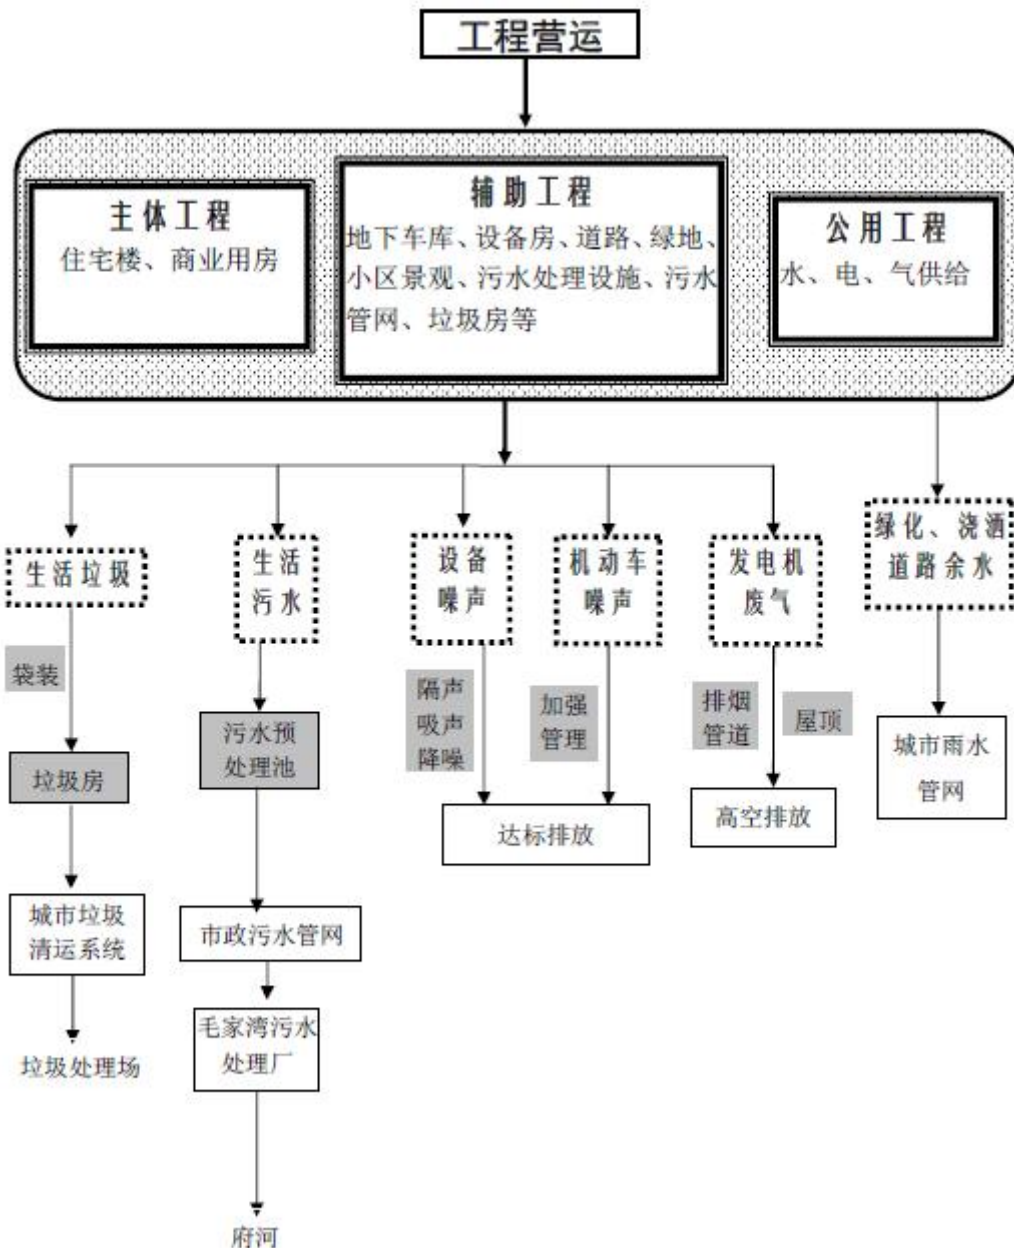 工程营运
主体工程
住宅楼、商业用房
辅助工程
地下车库、设备房、道路、绿地、
小区景观、污水处理设施、污水
管网、垃圾房等
公用工程
水、电、气供给
生活垃圾
生活
污水
设备
噪声
机动车
噪声
发电机
废气
绿化、浇洒
道路余水
袋装
隔声
吸声
降噪
加强
管理
排烟
管道
屋顶
垃圾房
污水预
处理池
达标排放
高空排放
城市雨水
管网
城市垃圾
清运系统
市政污水管网
垃圾处理场
毛家湾污水
处理厂
府河